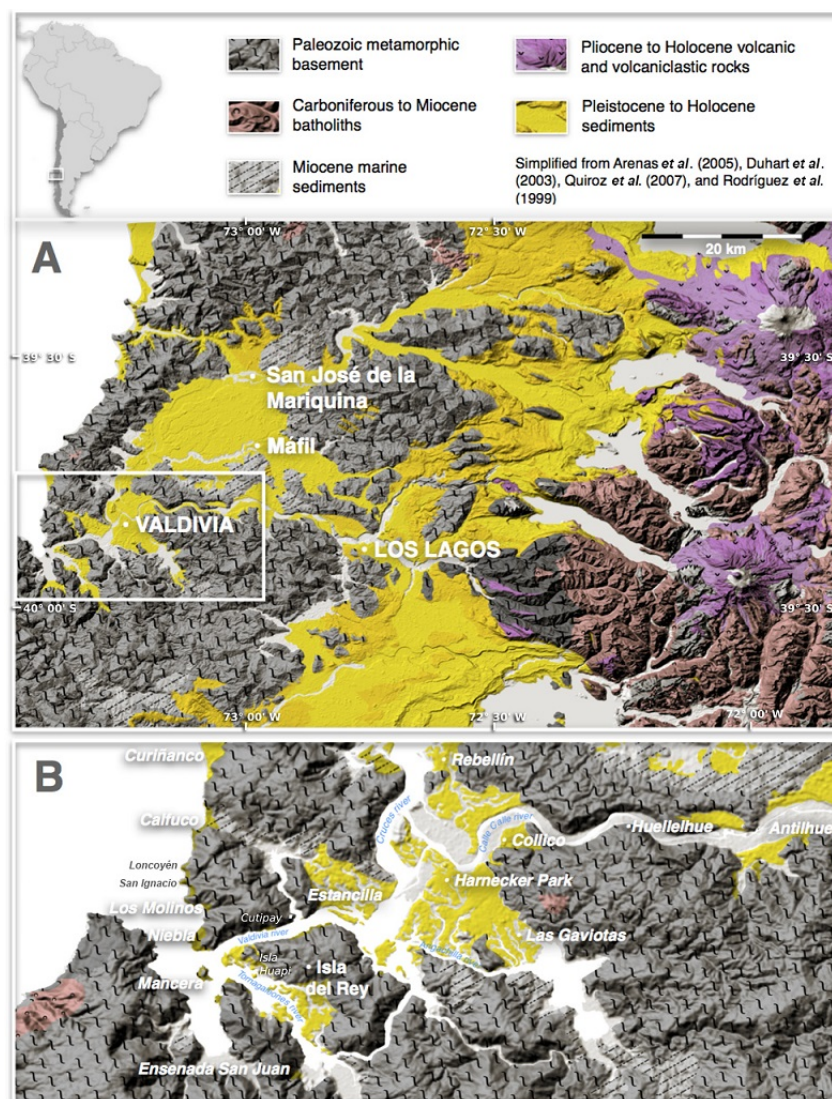 Paleozoic metamorphic
basement
Carboniferous to Miocene
batholiths
Miocene marine
sediments
Pliocene to Holocene volcanic
and volcaniclastic rocks
Pleistocene to Holocene
sediments
Simplified from Arenas et al. (2005), Duhart et al.
(2003), Quiroz et al. (2007), and Rodríguez et al.
(1999)
A
73° 00' W
72° 30' W
20 km
39° 30' S
39° 30' S
San José de la
Mariquina
Máfil
VALDIVIA
LOS LAGOS
40° 00' S
39° 30' S
73° 00' W
72° 30' W
72° 00' W
B
Curiñanco
Rebellín
Cruces river
Calfuco
Calle Calle river
Huellelhue
Antilhue
Collico
Loncoyén
San Ignacio
Estancilla
Harnecker Park
Los Molinos
Cutipay
Niebla
Valdivia river
Las Gaviotas
Isla
Huapi
Isla
del Rey
Mancera
Tornagaleones river
Ensenada San Juan